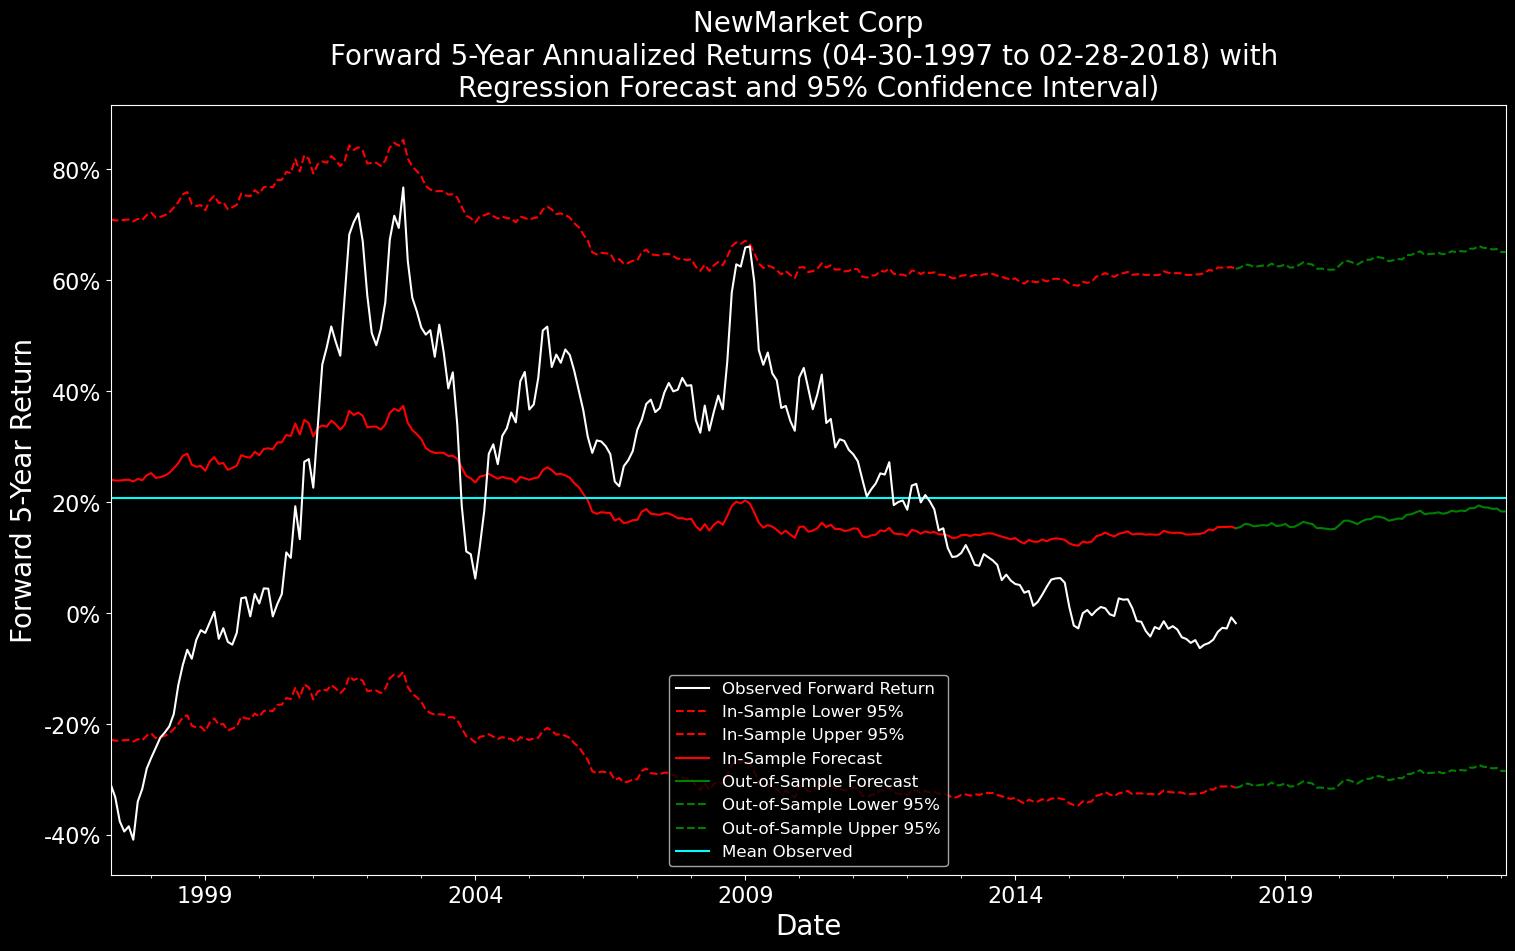 NewMarket Corp
Forward 5-Year Annualized Returns (04-30-1997 to 02-28-2018) with
Regression Forecast and 95% Confidence Interval)
Forward 5-Year Return
80%
60%
40%
20%
0%
-20%
-40%
Observed Forward Return
In-Sample Lower 95%
In-Sample Upper 95%
In-Sample Forecast
Out-of-Sample Forecast
Out-of-Sample Lower 95%
Out-of-Sample Upper 95%
Mean Observed
1999
2004
2009
2014
2019
Date